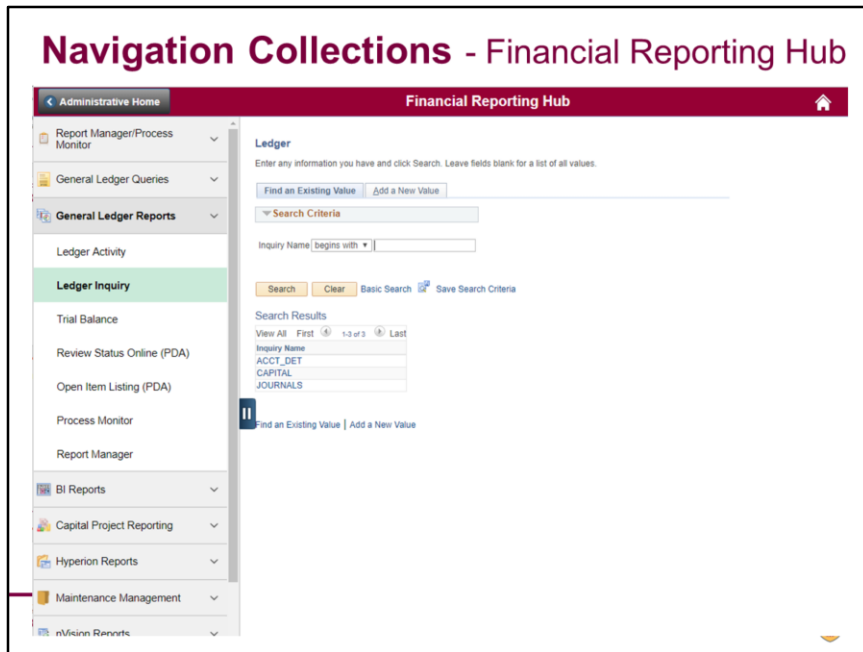 Navigation Collections - Financial Reporting Hub
Administrative Home
Financial Reporting Hub
Report Manager/Process
Monitor
General Ledger Queries
General Ledger Reports
Ledger Activity
Ledger Inquiry
Trial Balance
Review Status Online (PDA)
Open Item Listing (PDA)
Process Monitor
Report Manager
BI Reports
Capital Project Reporting
Hyperion Reports
Maintenance Management
nVision Reports
Ledger
Enter any information you have and click Search. Leave fields blank for a list of all values.
Find an Existing Value Add a New Value
Search Criteria
Inquiry Name begins with
Search Clear Basic Search Save Search Criteria
Search Results
View All First 1-3 of 3 Last
Inquiry Name
ACCT_DET
CAPITAL
JOURNALS
Find an Existing Value | Add a New Value